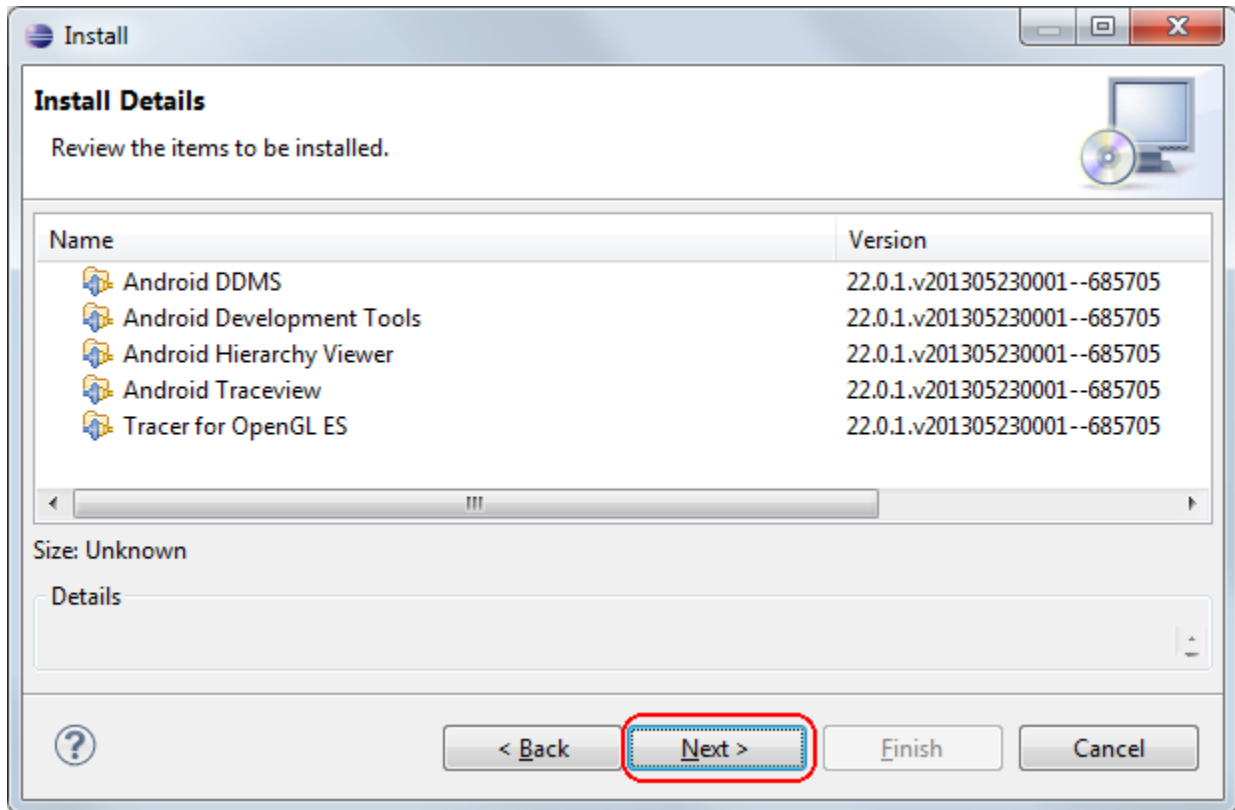 Install
Install Details
Review the items to be installed.
Name Version
Android DDMS 22.0.1.v201305230001--685705
Android Development Tools 22.0.1.v201305230001--685705
Android Hierarchy Viewer 22.0.1.v201305230001--685705
Android Traceview 22.0.1.v201305230001--685705
Tracer for OpenGL ES 22.0.1.v201305230001--685705
Size: Unknown
Details
? < Back Next > Finish Cancel